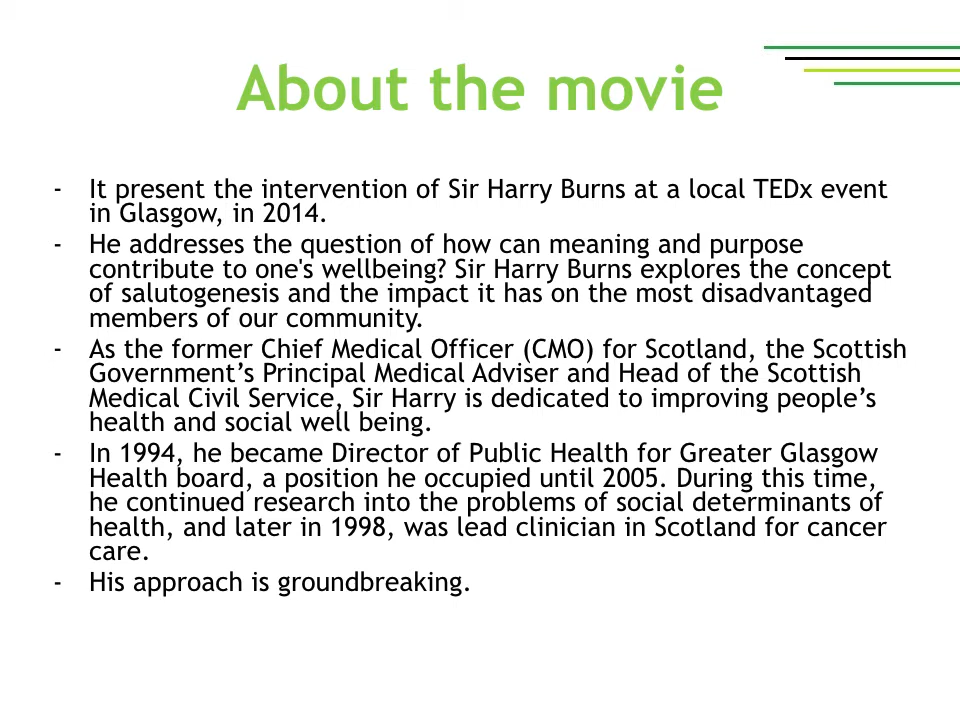 About the movie
- It present the intervention of Sir Harry Burns at a local TEDx event
in Glasgow, in 2014.
- He addresses the question of how can meaning and purpose
contribute to one's wellbeing? Sir Harry Burns explores the concept
of salutogenesis and the impact it has on the most disadvantaged
members of our community.
- As the former Chief Medical Officer (CMO) for Scotland, the Scottish
Government’s Principal Medical Adviser and Head of the Scottish
Medical Civil Service, Sir Harry is dedicated to improving people’s
health and social well being.
- In 1994, he became Director of Public Health for Greater Glasgow
Health board, a position he occupied until 2005. During this time,
he continued research into the problems of social determinants of
health, and later in 1998, was lead clinician in Scotland for cancer
care.
- His approach is groundbreaking.